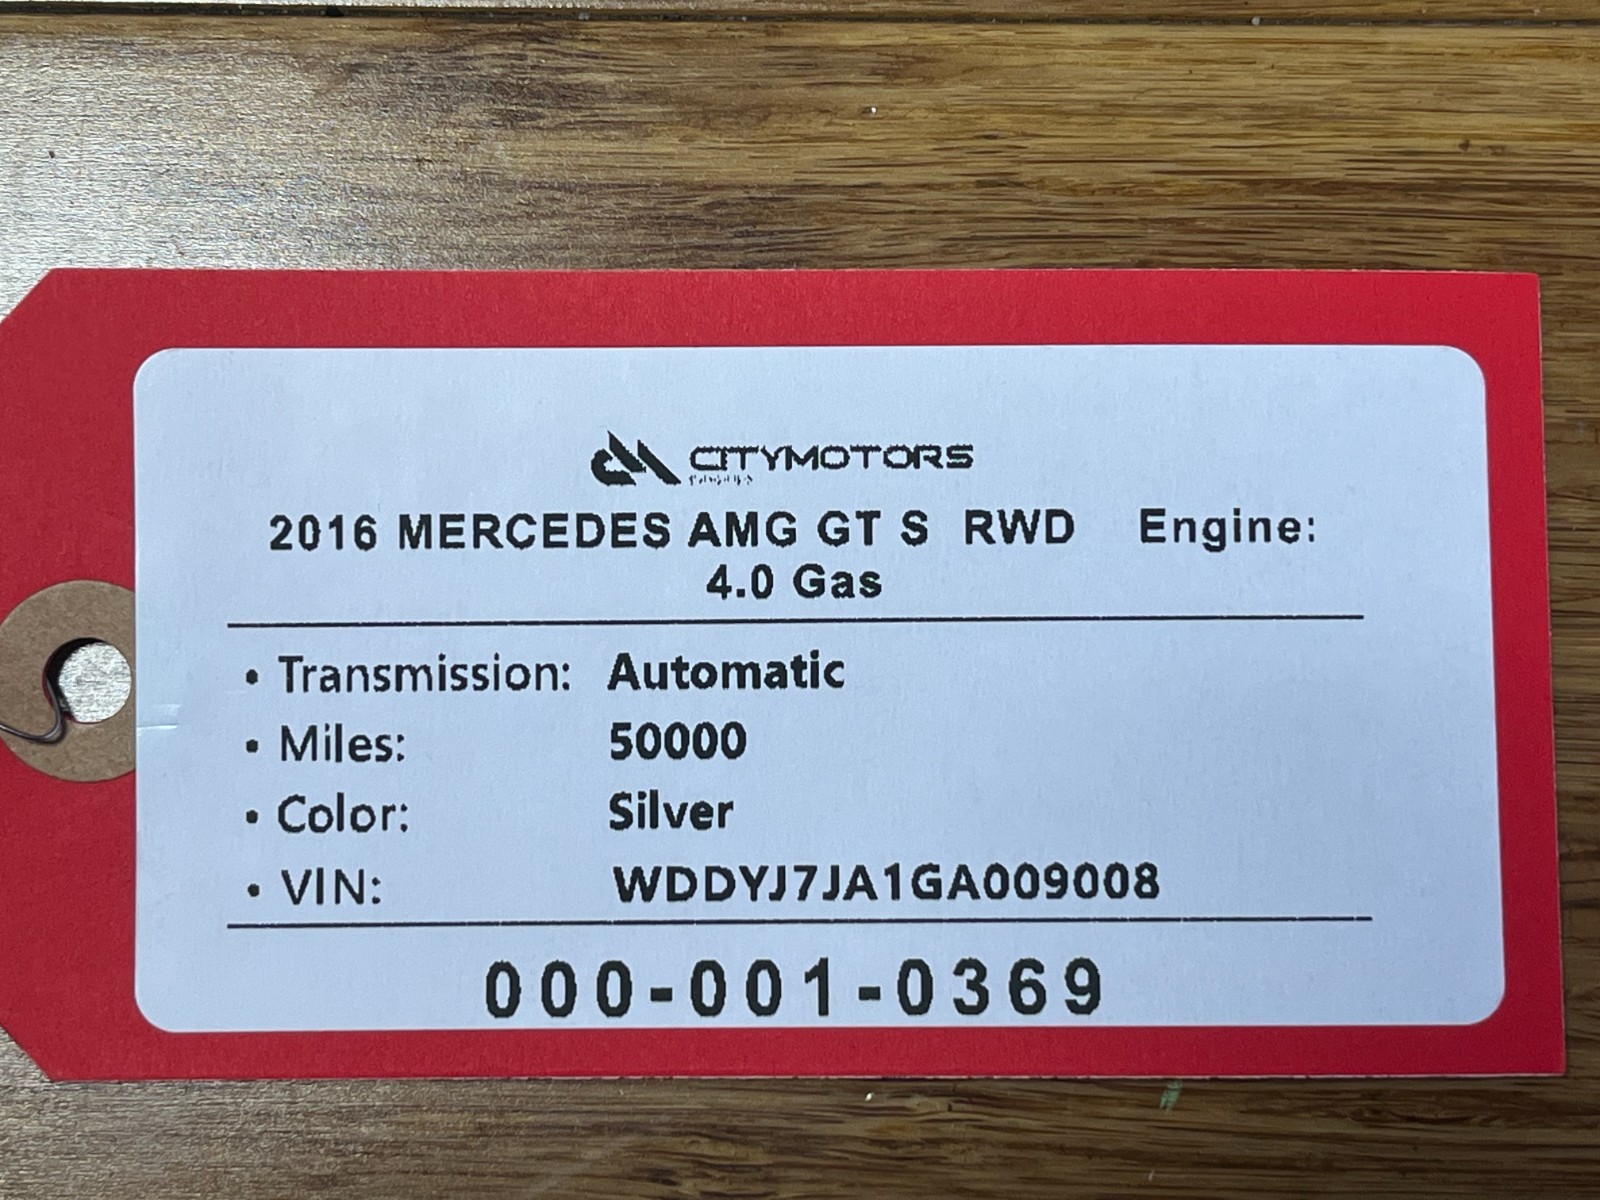 CITYMOTORS
2016 MERCEDES AMG GT S RWD Engine:
4.0 Gas
• Transmission: Automatic
• Miles: 50000
• Color: Silver
• VIN: WDDYJ7JA1GA009008
000-001-0369